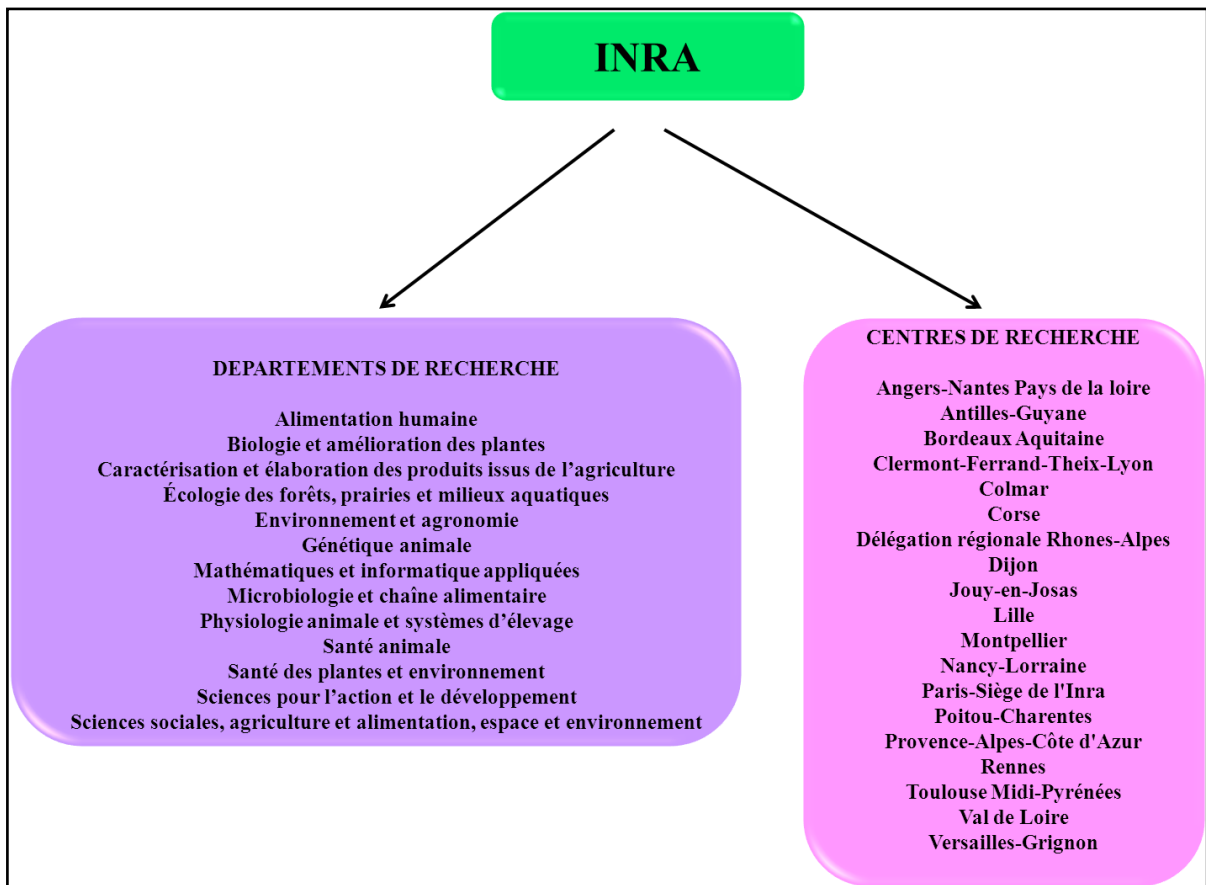 INRA
DEPARTEMENTS DE RECHERCHE
Alimentation humaine
Biologie et amélioration des plantes
Caractérisation et élaboration des produits issus de l’agriculture
Écologie des forêts, prairies et milieux aquatiques
Environnement et agronomie
Génétique animale
Mathématiques et informatique appliquées
Microbiologie et chaîne alimentaire
Physiologie animale et systèmes d’élevage
Santé animale
Santé des plantes et environnement
Sciences pour l’action et le développement
Sciences sociales, agriculture et alimentation, espace et environnement
CENTRES DE RECHERCHE
Angers-Nantes Pays de la loire
Antilles-Guyane
Bordeaux Aquitaine
Clermont-Ferrand-Theix-Lyon
Colmar
Corse
Délégation régionale Rhones-Alpes
Dijon
Jouy-en-Josas
Lille
Montpellier
Nancy-Lorraine
Paris-Siège de l'Inra
Poitou-Charentes
Provence-Alpes-Côte d'Azur
Rennes
Toulouse Midi-Pyrénées
Val de Loire
Versailles-Grignon